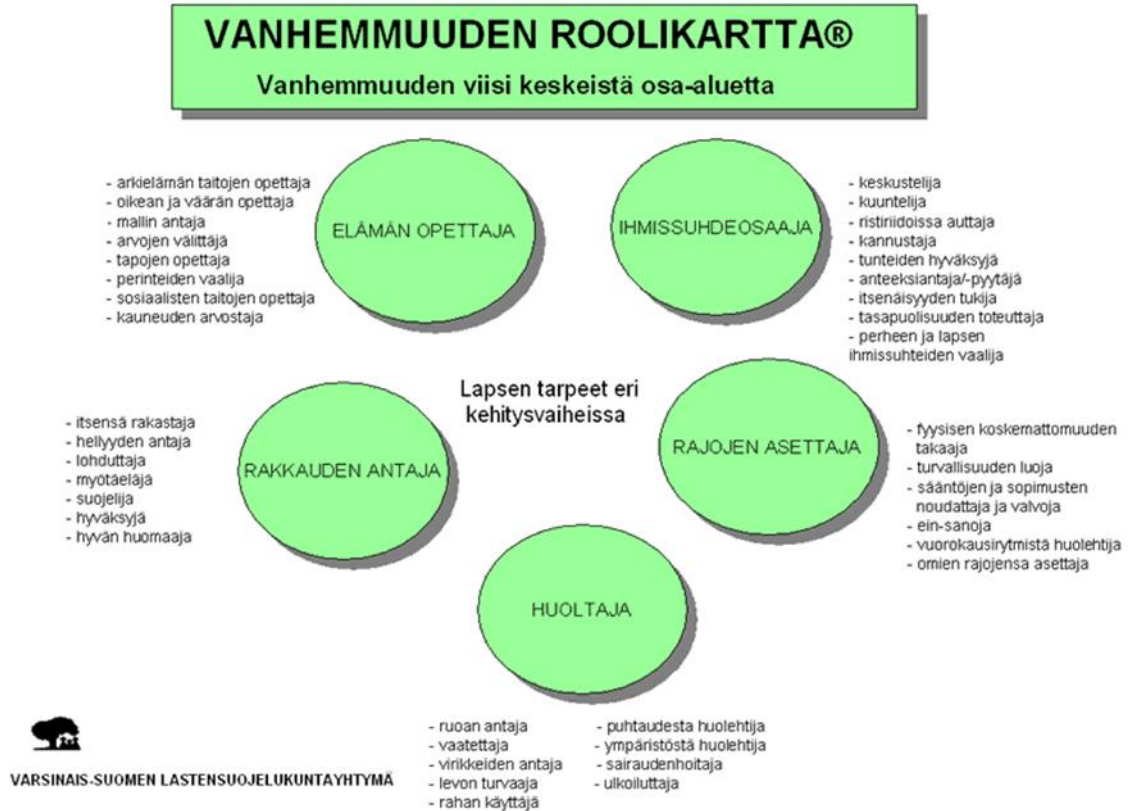 VANHEMMUUDEN ROOLIKARTTA®
Vanhemmuuden viisi keskeistä osa-aluetta
- arkielämän taitojen opettaja
- oikean ja väärän opettaja
- mallin antaja
- arvojen välittäjä
- tapojen opettaja
- perinteiden vaalija
- sosiaalisten taitojen opettaja
- kauneuden arvostaja
ELÄMÄN OPETTAJA
IHMISSUHDEOSAAJA
- keskustelija
- kuuntelija
- ristiriidoissa auttaja
- kannustaja
- tunteiden hyväksyjä
- anteeksiantaja/-pyytäjä
- itsenäisyyden tukija
- tasapuolisuuden toteuttaja
- perheen ja lapsen
ihmissuhteiden vaalija
Lapsen tarpeet eri
kehitysvaiheissa
- itsensä rakastaja
- hellyyden antaja
- lohduttaja
- myötäeläjä
- suojelija
- hyväksyjä
- hyvän huomaaja
RAKKAUDEN ANTAJA
RAJOJEN ASETTAJA
- fyysisen koskemattomuuden
takaaja
- turvallisuuden luoja
- sääntöjen ja sopimusten
noudattaja ja valvoja
- ein-sanoja
- vuorokausirytmistä huolehtija
- omien rajojensa asettaja
HUOLTAJA
- ruoan antaja
- vaatettaja
- virikkeiden antaja
- levon turvaaja
- rahan käyttäjä
- puhtaudesta huolehtija
- ympäristöstä huolehtija
- sairaudenhoitaja
- ulkoiluttaja
VARSINAIS-SUOMEN LASTENSUOJELUKUNTAYHTYMÄ